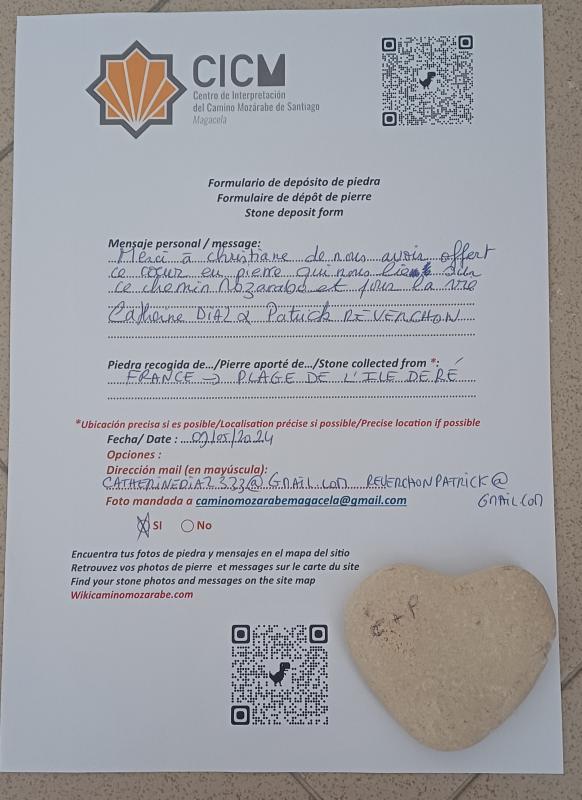 CICM
Centro de Interpretación
del Camino Mozárabe de Santiago
Magacela
Formulario de depósito de piedra
Formulaire de dépôt de pierre
Stone deposit form
Mensaje personal / message:
Merci à christiane de nous avoir offert
ce coeur en pierre qui nous lie sur
ce chemin Mozarabe et pour la vie
Catherine DIAZ & Patrick REVERCHON
Piedra recogida de.../Pierre aporté de.../Stone collected from *:
FRANCE → PLAGE DE L'ILE DE RÉ
*Ubicación precisa si es posible/Localisation précise si possible/Precise location if possible
Fecha/ Date : 09/05/2024
Opciones :
Dirección mail (en mayúscula):
CATHERINEDIAZ323@GMAIL.COM REVERCHONPATRICK@
GMAIL.COM
Foto mandada a caminomozarabemagacela@gmail.com
SI No
Encuentra tus fotos de piedra y mensajes en el mapa del sitio
Retrouvez vos photos de pierre et messages sur le carte du site
Find your stone photos and messages on the site map
Wikicaminomozarabe.com
C+P